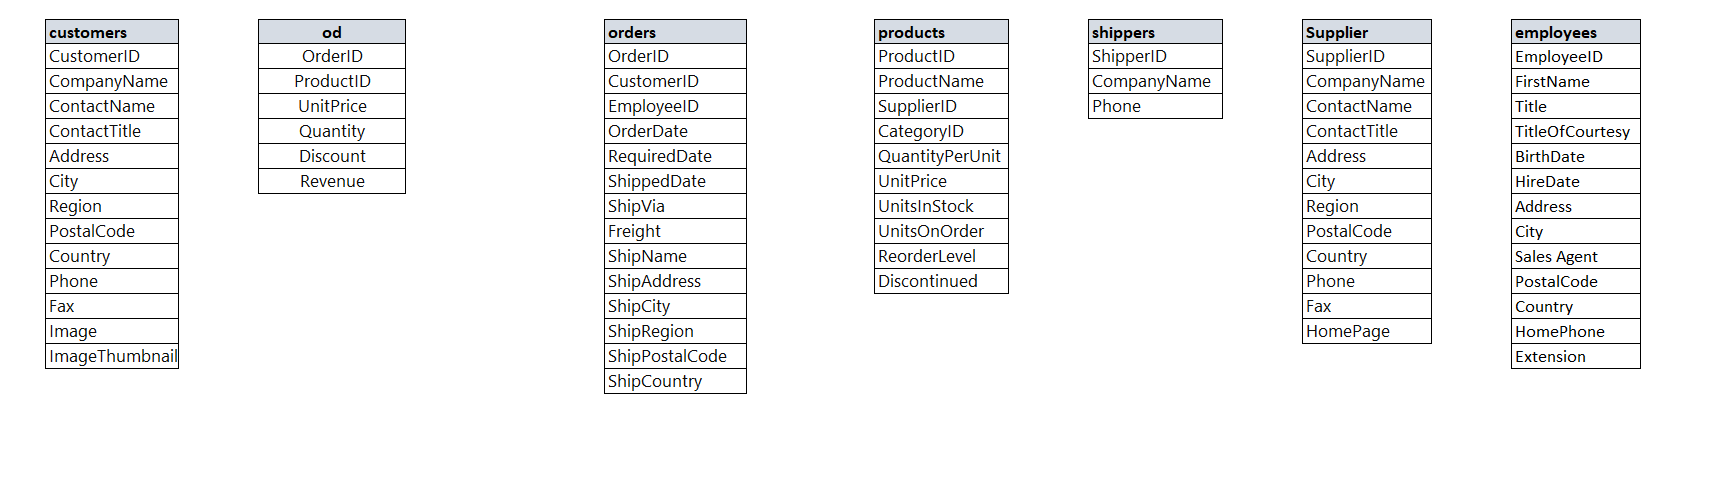 customers
CustomerID
CompanyName
ContactName
ContactTitle
Address
City
Region
PostalCode
Country
Phone
Fax
Image
ImageThumbnail
od
OrderID
ProductID
UnitPrice
Quantity
Discount
Revenue
orders
OrderID
CustomerID
EmployeeID
OrderDate
RequiredDate
ShippedDate
ShipVia
Freight
ShipName
ShipAddress
ShipCity
ShipRegion
ShipPostalCode
ShipCountry
products
ProductID
ProductName
SupplierID
CategoryID
QuantityPerUnit
UnitPrice
UnitsInStock
UnitsOnOrder
ReorderLevel
Discontinued
shippers
ShipperID
CompanyName
Phone
Supplier
SupplierID
CompanyName
ContactName
ContactTitle
Address
City
Region
PostalCode
Country
Phone
Fax
HomePage
employees
EmployeeID
FirstName
Title
TitleOfCourtesy
BirthDate
HireDate
Address
City
Sales Agent
PostalCode
Country
HomePhone
Extension